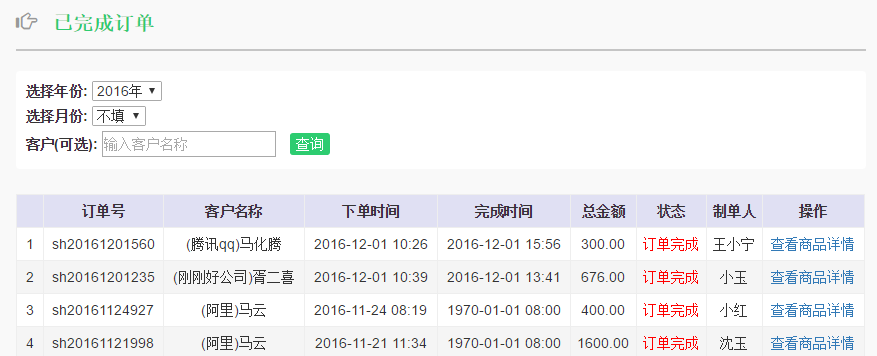 已完成订单
选择年份: 2016年
选择月份: 不填
客户(可选): 输入客户名称 查询
订单号 客户名称 下单时间 完成时间 总金额 状态 制单人 操作
1 sh20161201560 (腾讯qq)马化腾 2016-12-01 10:26 2016-12-01 15:56 300.00 订单完成 王小宁 查看商品详情
2 sh20161201235 (刚刚好公司)胥二喜 2016-12-01 10:39 2016-12-01 13:41 676.00 订单完成 小玉 查看商品详情
3 sh20161124927 (阿里)马云 2016-11-24 08:19 1970-01-01 08:00 400.00 订单完成 小红 查看商品详情
4 sh20161121998 (阿里)马云 2016-11-21 11:34 1970-01-01 08:00 1600.00 订单完成 沈玉 查看商品详情